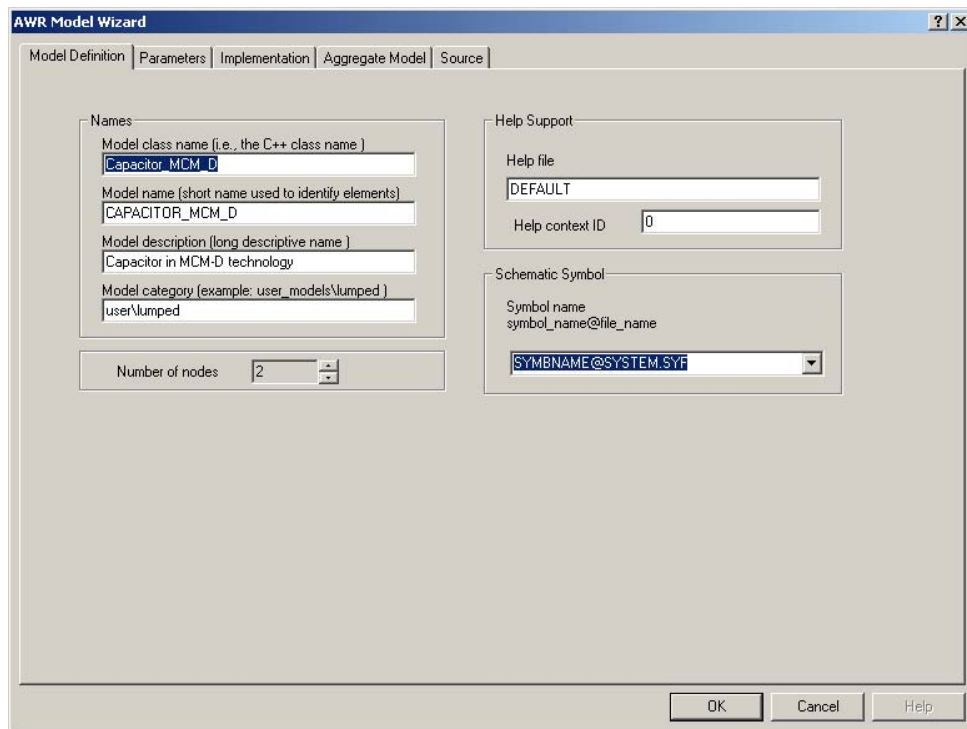 AWR Model Wizard
Model Definition Parameters Implementation Aggregate Model Source
Names
Model class name (i.e., the C++ class name )
Capacitor_MCM_D
Model name (short name used to identify elements)
CAPACITOR_MCM_D
Model description (long descriptive name )
Capacitor in MCM-D technology
Model category (example: user_models\lumped )
user\lumped
Number of nodes 2
Help Support
Help file
DEFAULT
Help context ID 0
Schematic Symbol
Symbol name
symbol_name@file_name
SYMBNAME@SYSTEM.SYF
OK Cancel Help